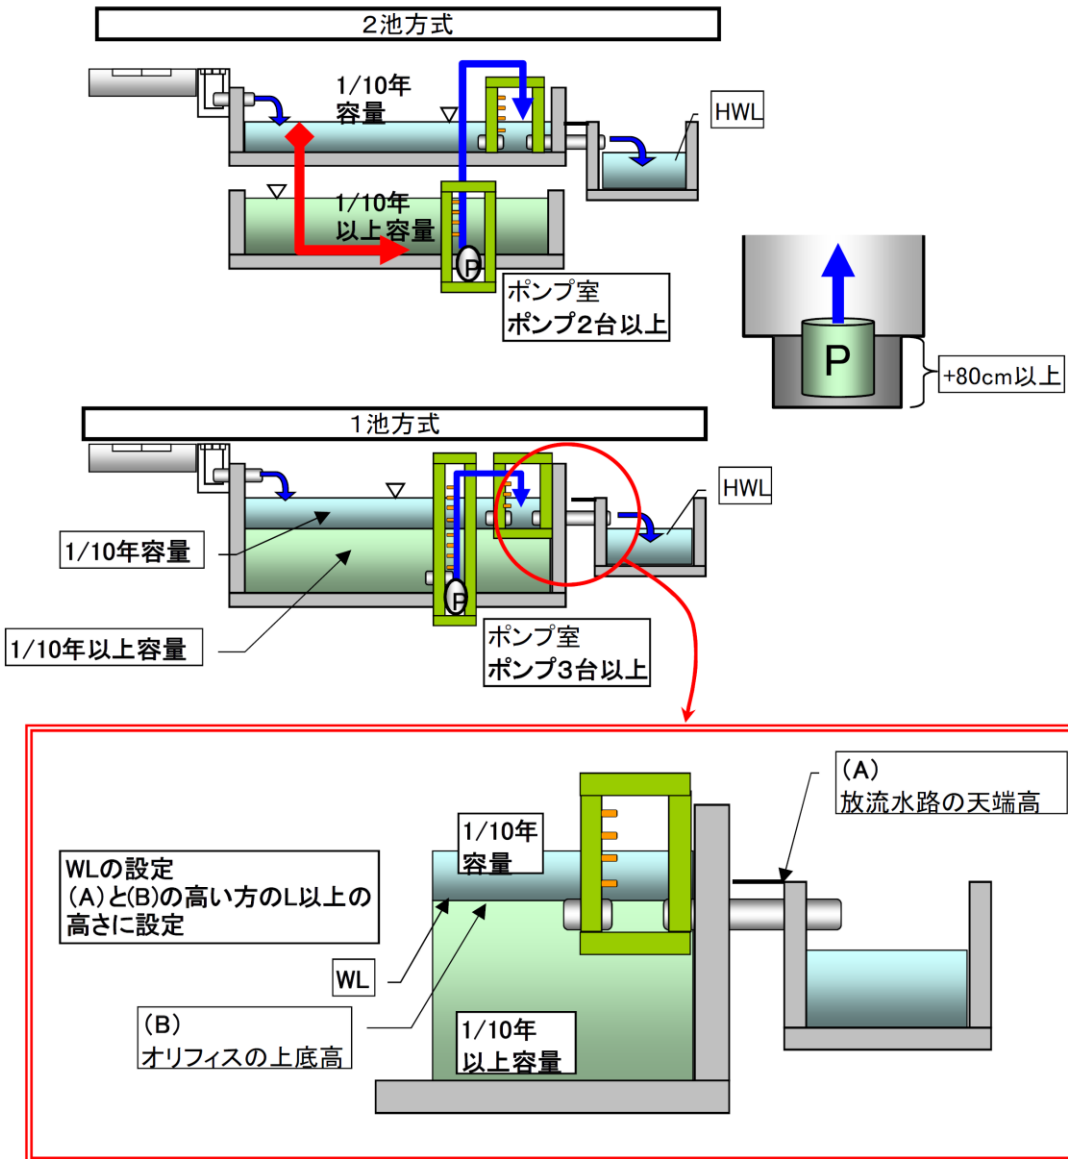 2池方式
1/10年
容量
HWL
1/10年
以上容量
P
ポンプ室
ポンプ2台以上
P
+80cm以上
1池方式
HWL
1/10年容量
P
1/10年以上容量
ポンプ室
ポンプ3台以上
(A)
放流水路の天端高
1/10年
容量
WLの設定
(A)と(B)の高い方のL以上の
高さに設定
WL
(B)
オリフィスの上底高
1/10年
以上容量